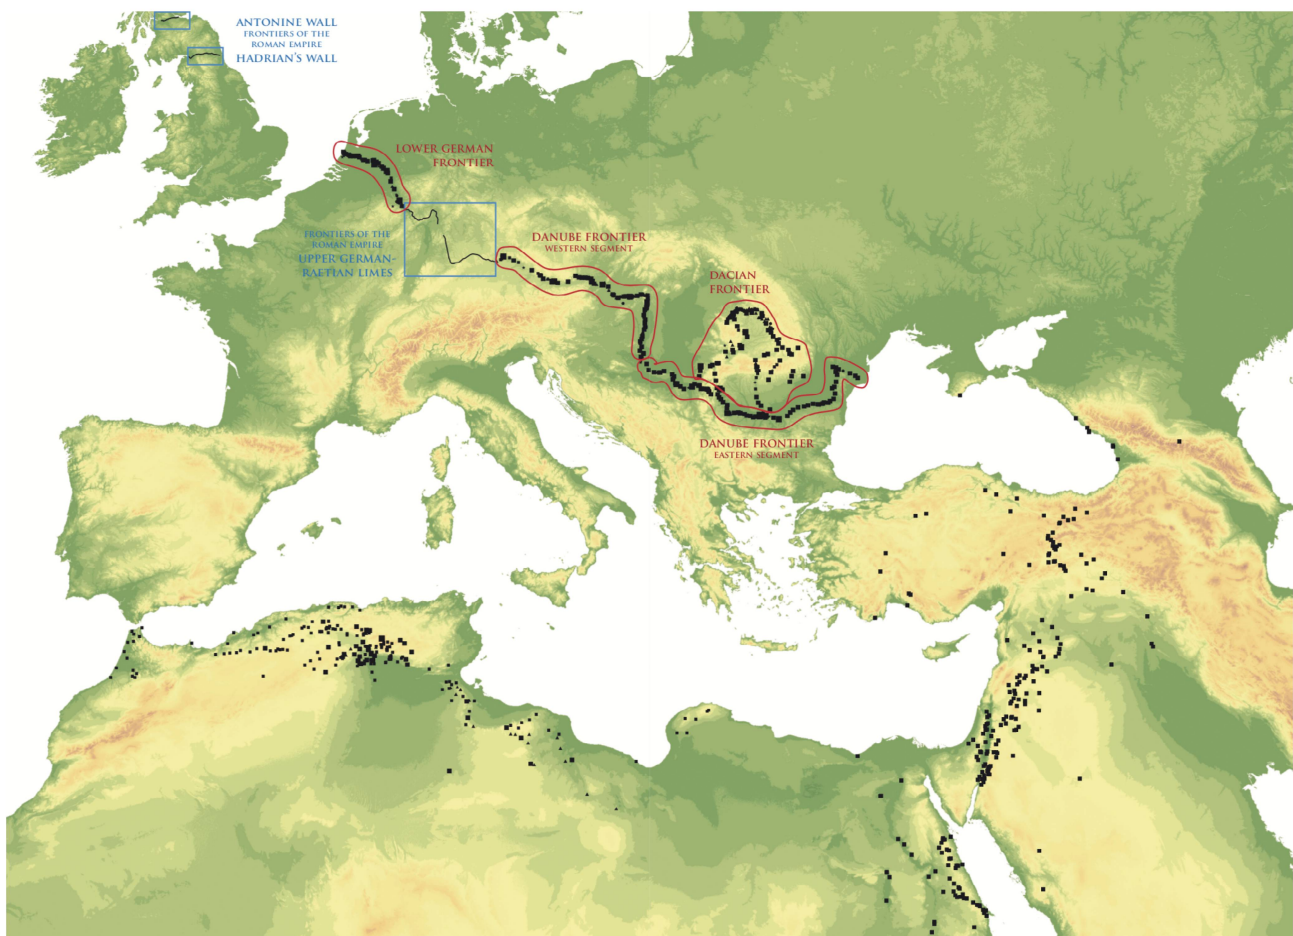 ANTONINE WALL
FRONTIERS OF THE
ROMAN EMPIRE
HADRIAN'S WALL
LOWER GERMAN
FRONTIER
FRONTIERS OF THE
ROMAN EMPIRE
UPPER GERMAN-
RAETIAN LIMES
DANUBE FRONTIER
WESTERN SEGMENT
DACIAN
FRONTIER
DANUBE FRONTIER
EASTERN SEGMENT